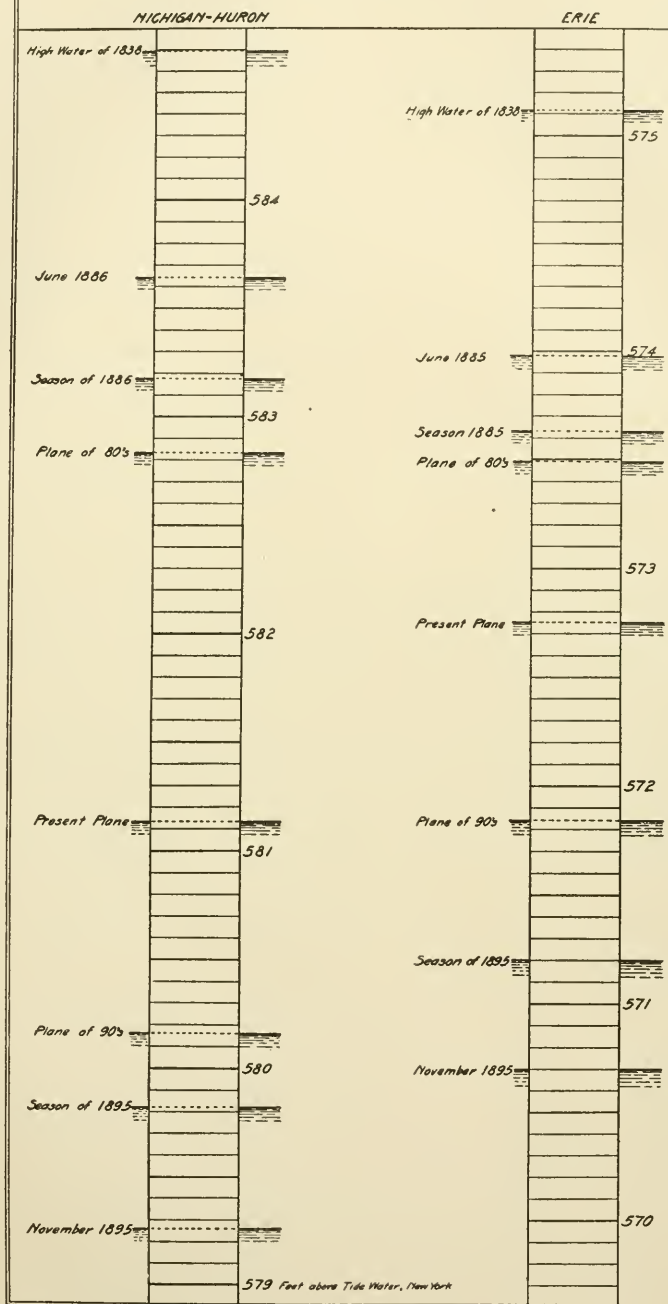 MICHIGAN-HURON
High Water of 1838
584
June 1886
Season of 1886
583
Plane of 80's
582
Present Plane
581
Plane of 90's
580
Season of 1895
November 1895
579 Feet above Tide Water, New York
ERIE
High Water of 1838
575
574
June 1885
Season 1885
Plane of 80's
573
Present Plane
572
Plane of 90's
Season of 1895
571
November 1895
570